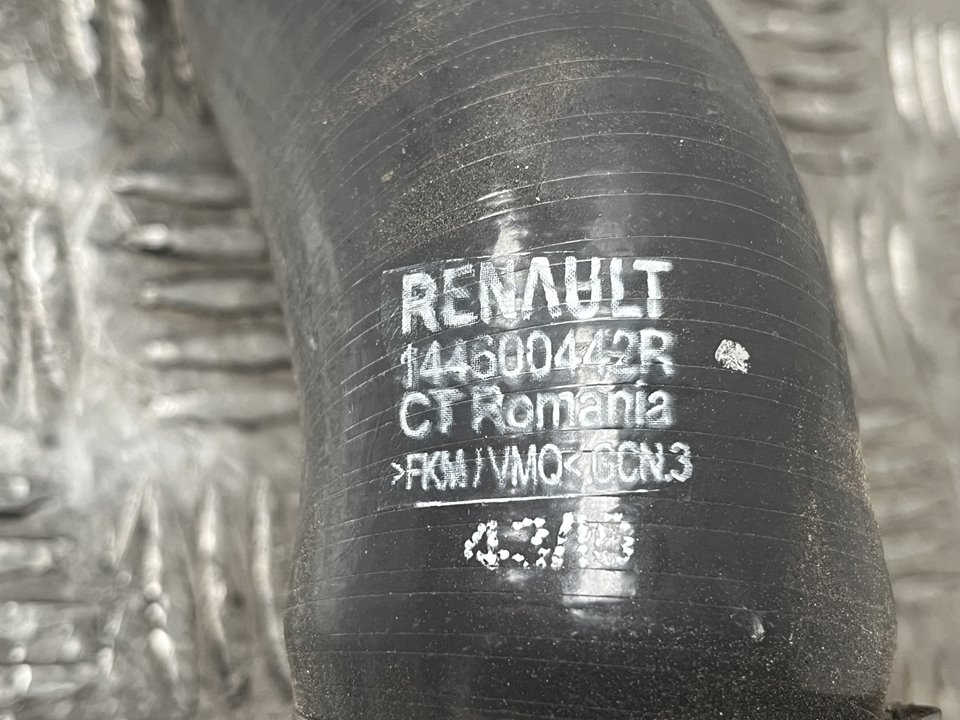 RENAULT
144600442R
CT Romania
>FKM/VMQ< GCN.3